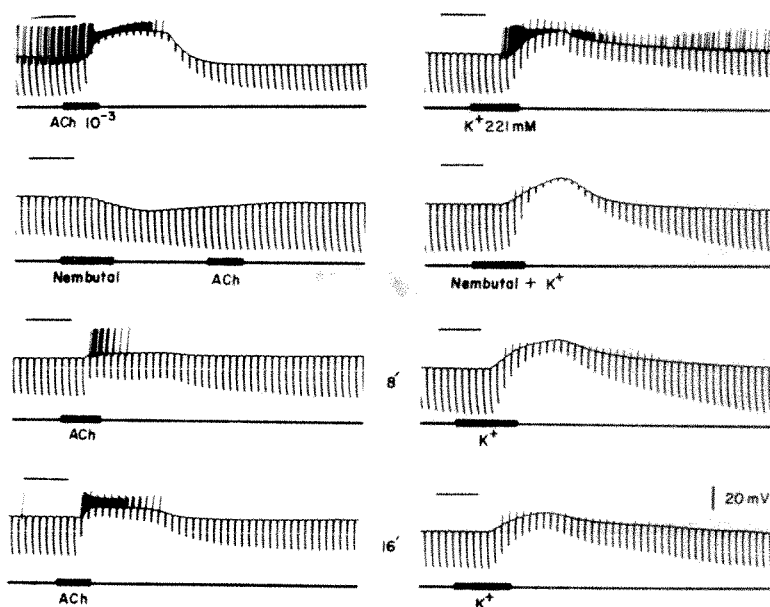 ACh 10⁻³
K⁺ 221 mM
Nembutal ACh
Nembutal + K⁺
8′
ACh
K⁺
20 mV
16′
ACh
K⁺